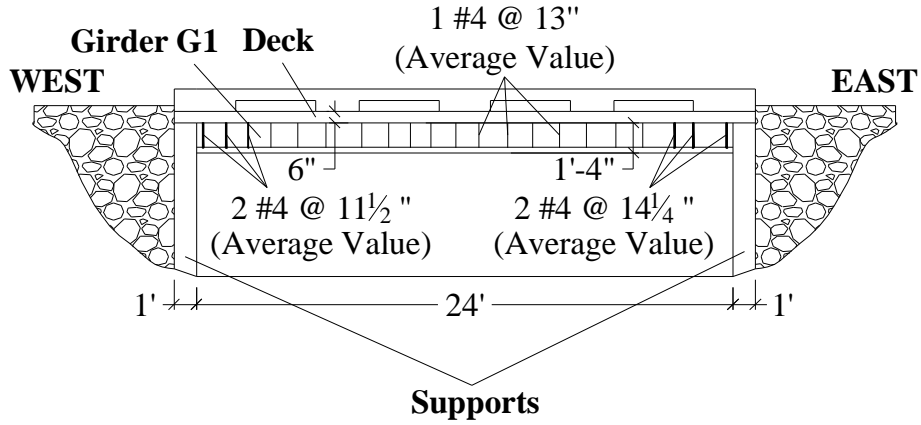 1 #4 @ 13"
(Average Value)
Girder G1 Deck
WEST
EAST
6"
1'-4"
2 #4 @ 11½ "
(Average Value)
2 #4 @ 14¼ "
(Average Value)
1'
24'
1'
Supports